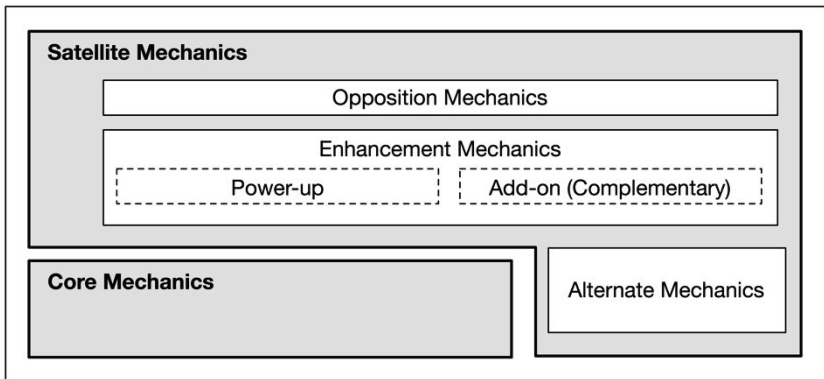 Satellite Mechanics
Opposition Mechanics
Enhancement Mechanics
Power-up
Add-on (Complementary)
Core Mechanics
Alternate Mechanics